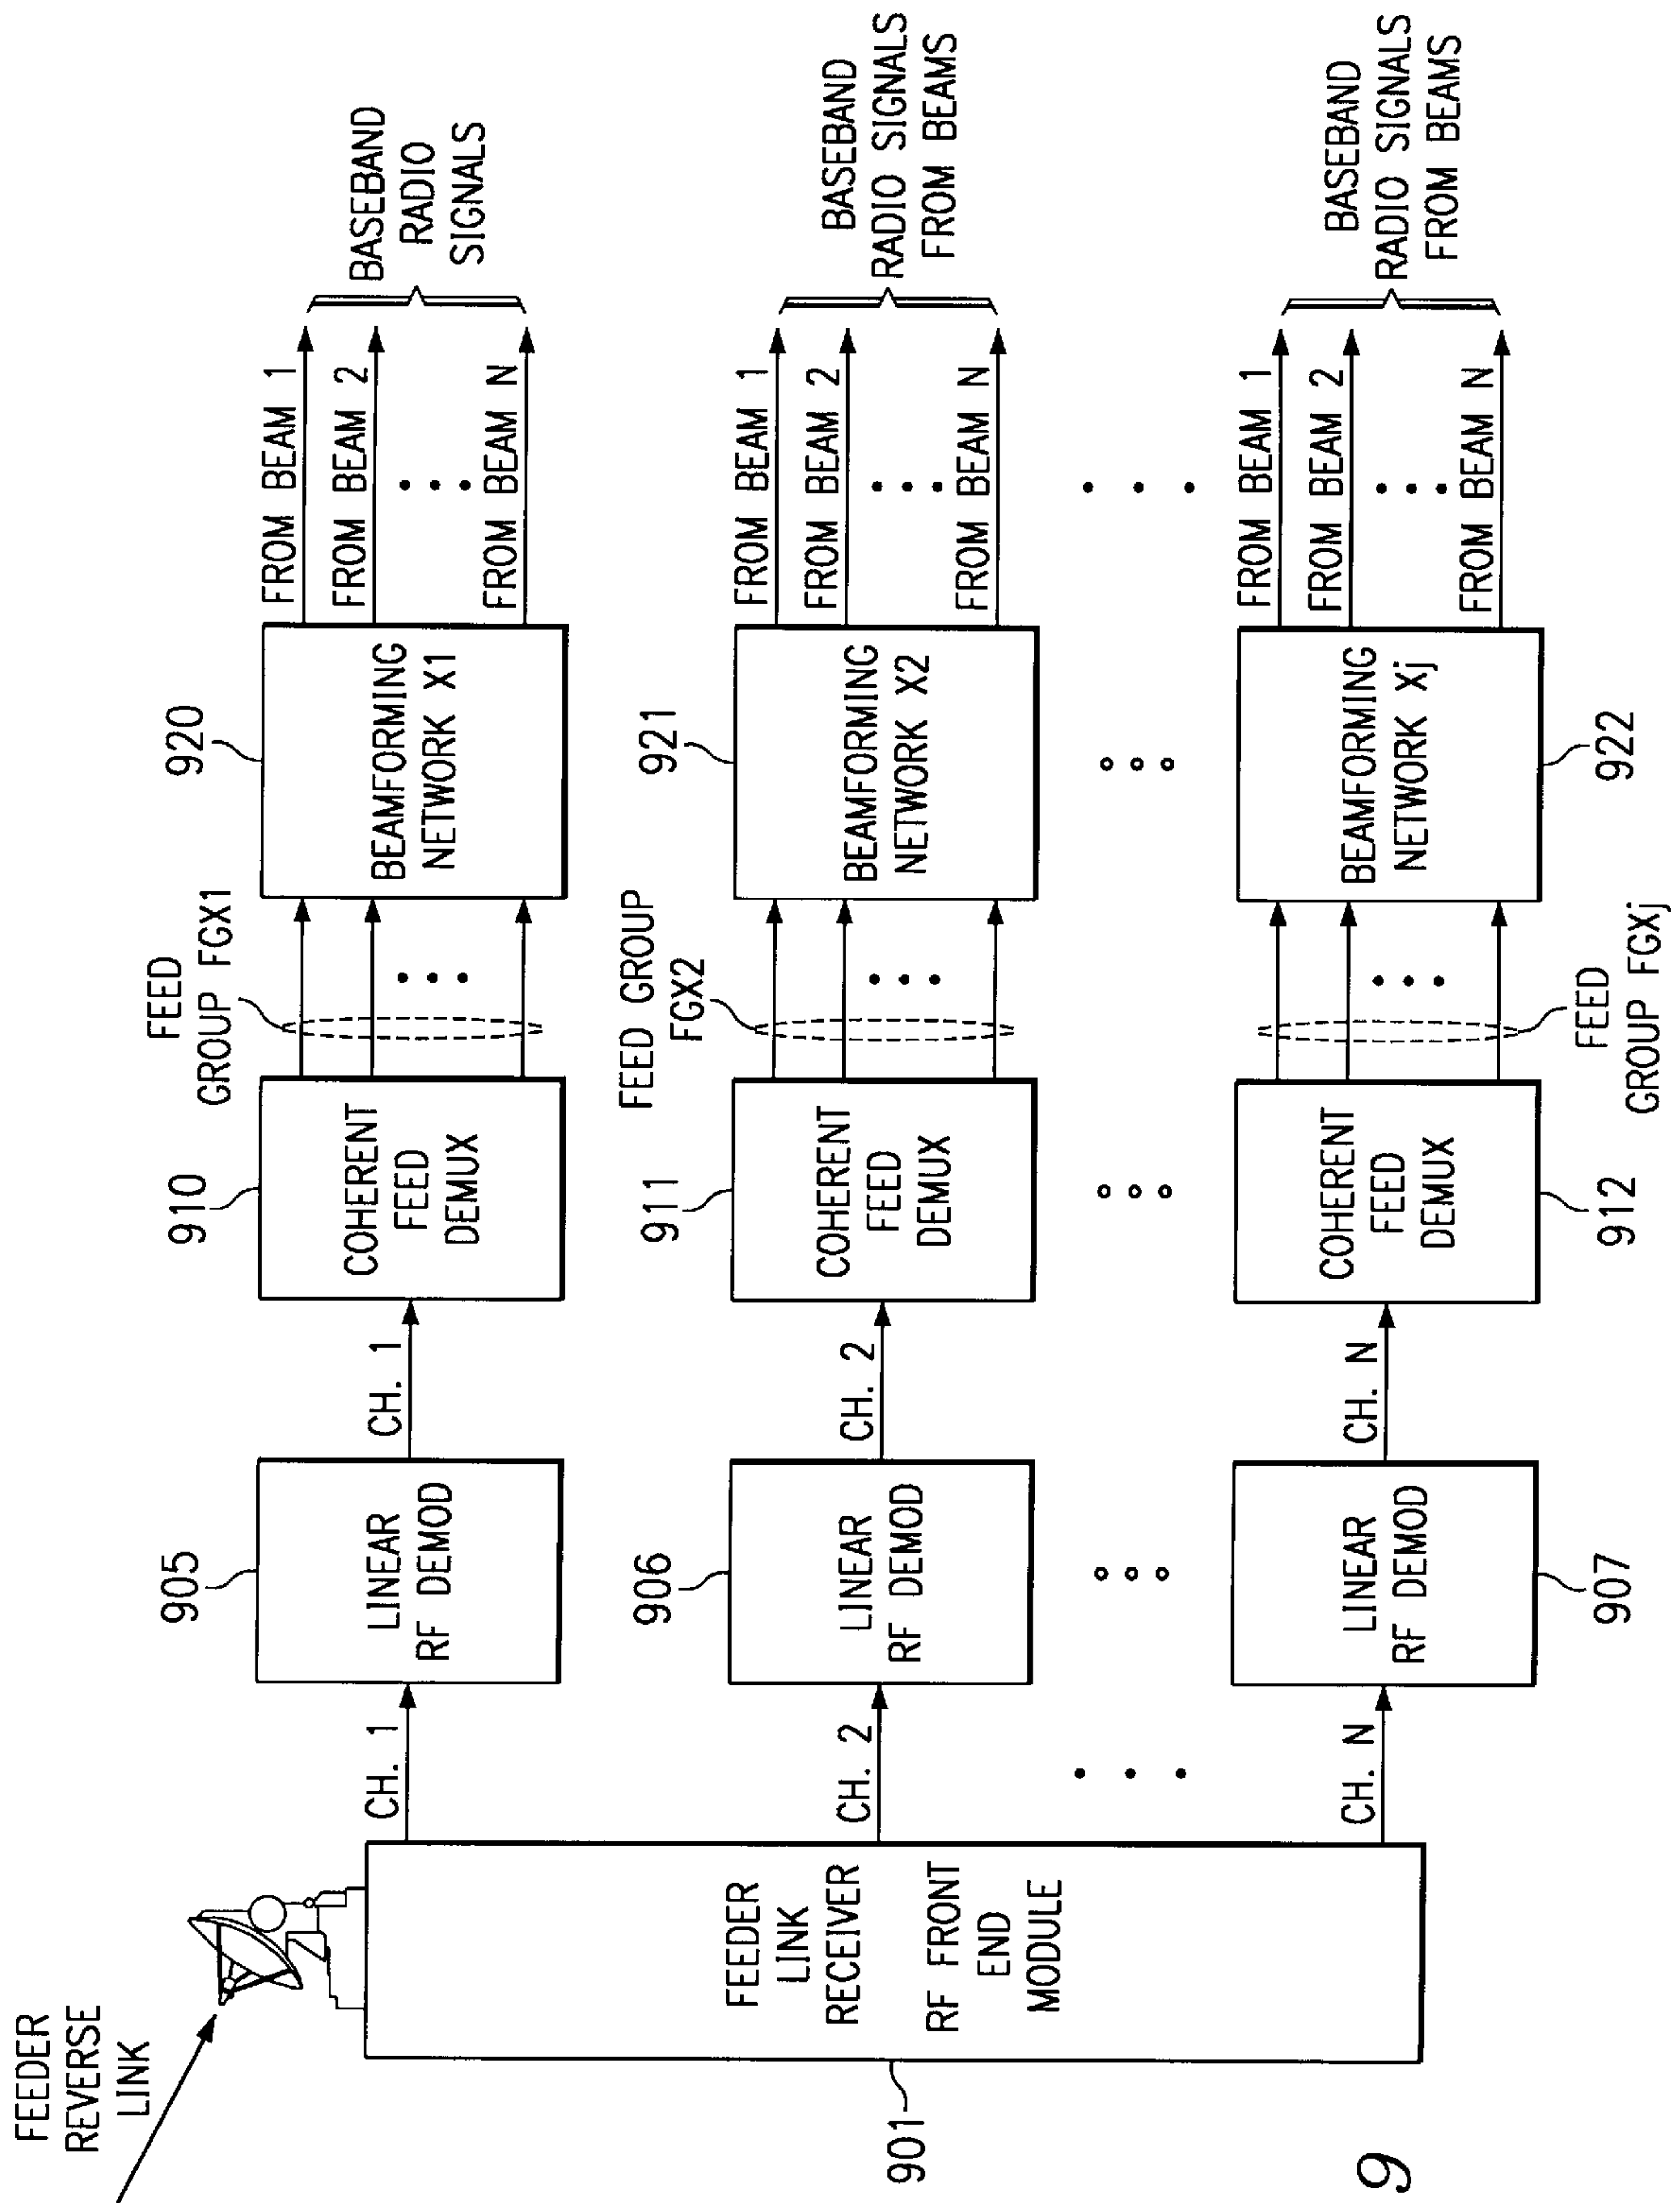 FEEDER
REVERSE
LINK
901
FEEDER
LINK
RECEIVER
RF FRONT
END
MODULE
CH. 1
905
LINEAR
RF DEMOD
CH. 1
910
COHERENT
FEED
DEMUX
FEED
GROUP FGX1
920
BEAMFORMING
NETWORK X1
FROM BEAM 1
FROM BEAM 2
FROM BEAM N
BASEBAND
RADIO
SIGNALS
CH. 2
906
LINEAR
RF DEMOD
CH. 2
911
COHERENT
FEED
DEMUX
FEED GROUP
FGX2
921
BEAMFORMING
NETWORK X2
FROM BEAM 1
FROM BEAM 2
FROM BEAM N
BASEBAND
RADIO SIGNALS
FROM BEAMS
CH. N
LINEAR
RF DEMOD
907
CH. N
COHERENT
FEED
DEMUX
912
FEED
GROUP FGXj
BEAMFORMING
NETWORK Xj
922
FROM BEAM 1
FROM BEAM 2
FROM BEAM N
BASEBAND
RADIO SIGNALS
FROM BEAMS
9